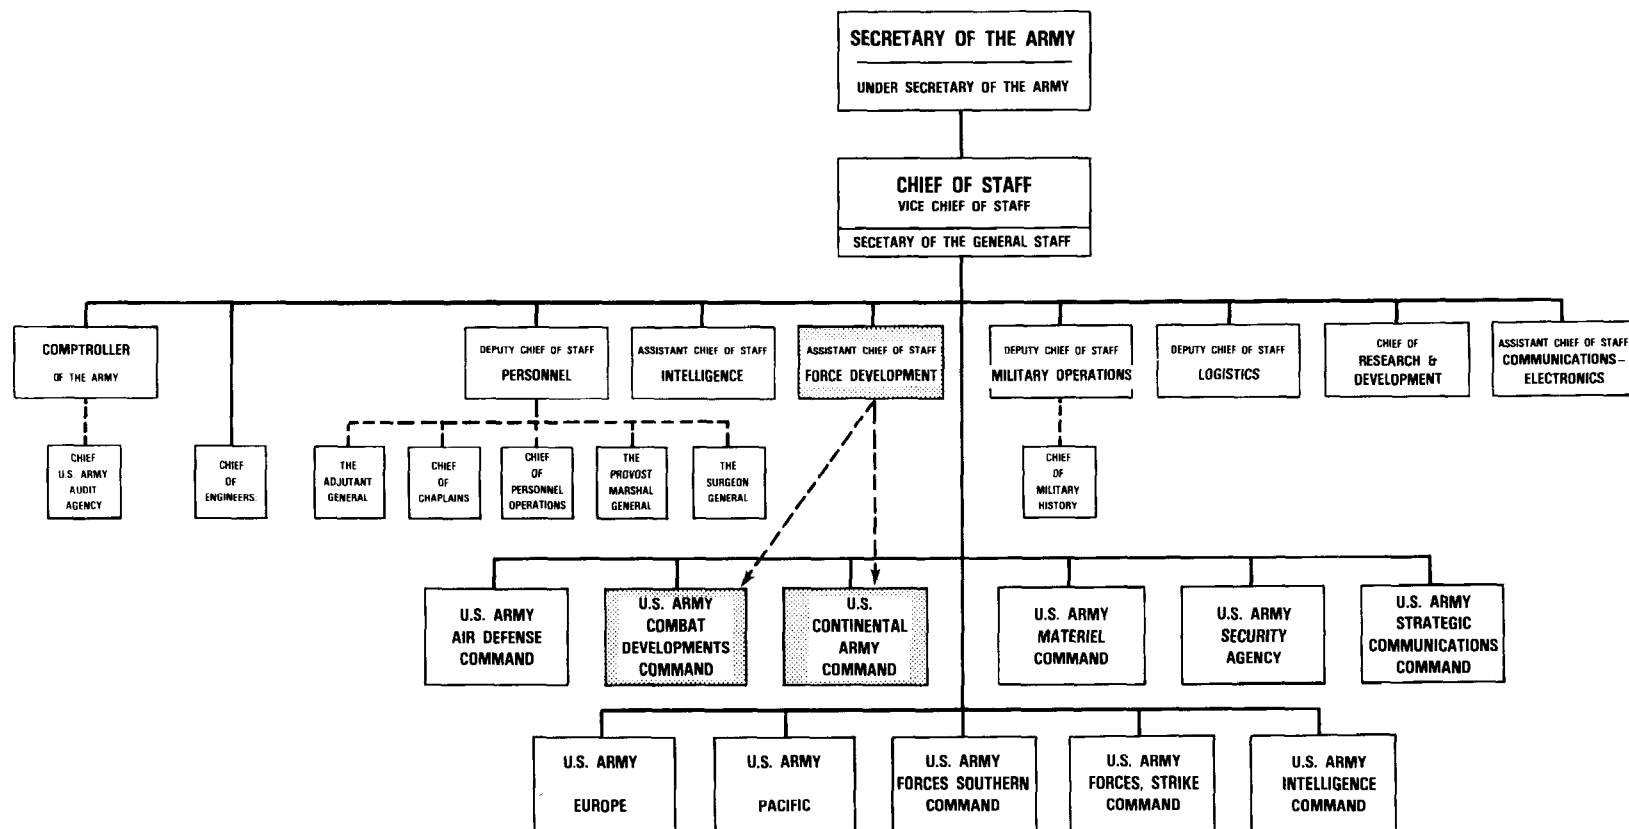 SECRETARY OF THE ARMY
UNDER SECRETARY OF THE ARMY
CHIEF OF STAFF
VICE CHIEF OF STAFF
SECETARY OF THE GENERAL STAFF
COMPTROLLER
OF THE ARMY
DEPUTY CHIEF OF STAFF
PERSONNEL
ASSISTANT CHIEF OF STAFF
INTELLIGENCE
ASSISTANT CHIEF OF STAFF
FORCE DEVELOPMENT
DEPUTY CHIEF OF STAFF
MILITARY OPERATIONS
DEPUTY CHIEF OF STAFF
LOGISTICS
CHIEF OF
RESEARCH &
DEVELOPMENT
ASSISTANT CHIEF OF STAFF
COMMUNICATIONS–
ELECTRONICS
CHIEF
U.S. ARMY
AUDIT
AGENCY
CHIEF
OF
ENGINEERS
THE
ADJUTANT
GENERAL
CHIEF
OF
CHAPLAINS
CHIEF
OF
PERSONNEL
OPERATIONS
THE
PROVOST
MARSHAL
GENERAL
THE
SURGEON
GENERAL
CHIEF
OF
MILITARY
HISTORY
U.S. ARMY
AIR DEFENSE
COMMAND
U.S. ARMY
COMBAT
DEVELOPMENTS
COMMAND
U.S.
CONTINENTAL
ARMY
COMMAND
U.S. ARMY
MATERIEL
COMMAND
U.S. ARMY
SECURITY
AGENCY
U.S. ARMY
STRATEGIC
COMMUNICATIONS
COMMAND
U.S. ARMY
EUROPE
U.S. ARMY
PACIFIC
U.S. ARMY
FORCES SOUTHERN
COMMAND
U.S. ARMY
FORCES, STRIKE
COMMAND
U.S. ARMY
INTELLIGENCE
COMMAND